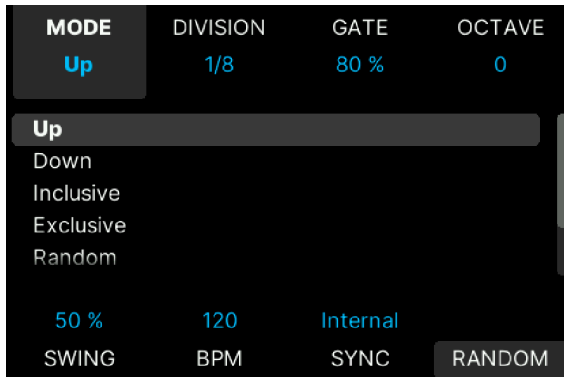 MODE DIVISION GATE OCTAVE
Up 1/8 80 % 0
Up
Down
Inclusive
Exclusive
Random
50 % 120 Internal
SWING BPM SYNC RANDOM